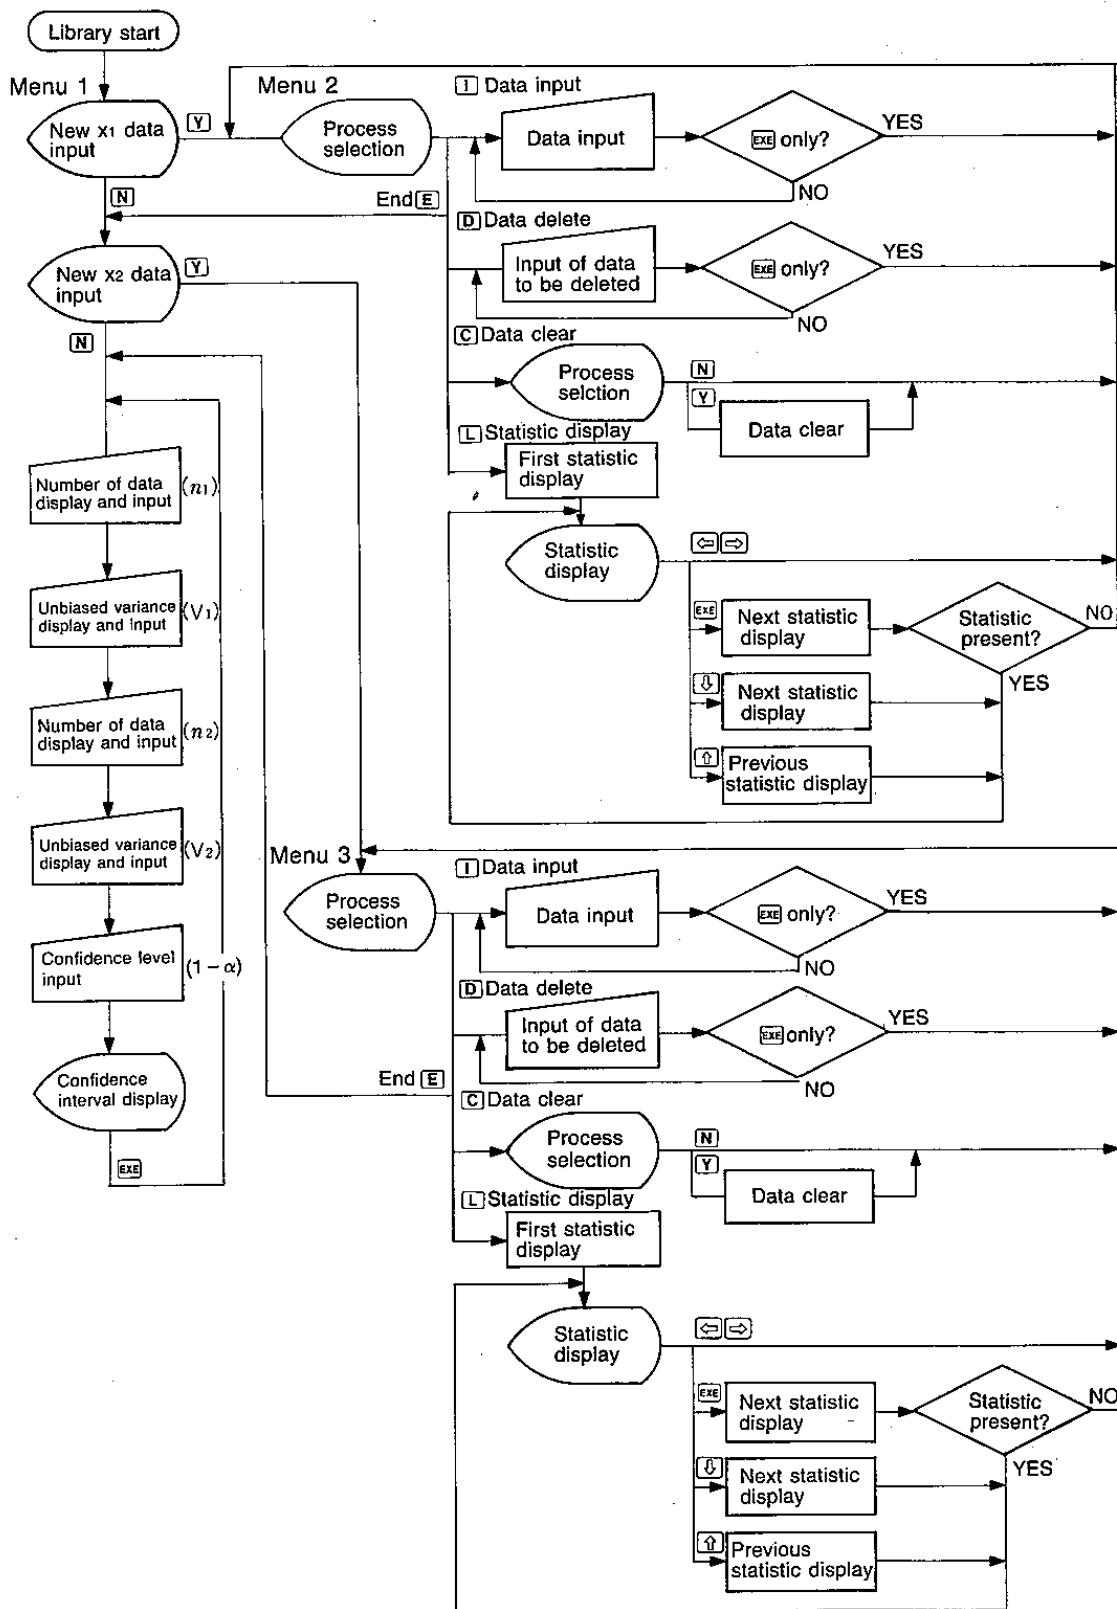 Library start
Menu 1
New x1 data
input
Y
N
New x2 data
input
Y
N
Number of data
display and input
(n1)
Unbiased variance
display and input
(V1)
Number of data
display and input
(n2)
Unbiased variance
display and input
(V2)
Confidence level
input
(1 − α)
Confidence
interval display
EXE
Menu 2
Process
selection
End E
I Data input
Data input
EXE only?
YES
NO
D Data delete
Input of data
to be deleted
EXE only?
YES
NO
C Data clear
Process
selction
N
Y
Data clear
L Statistic display
First statistic
display
Statistic
display
⇦ ⇨
EXE
Next statistic
display
Statistic
present?
NO
YES
⇩
Next statistic
display
⇧
Previous
statistic display
Menu 3
Process
selection
End E
I Data input
Data input
EXE only?
YES
NO
D Data delete
Input of data
to be deleted
EXE only?
YES
NO
C Data clear
Process
selection
N
Y
Data clear
L Statistic display
First statistic
display
Statistic
display
⇦ ⇨
EXE
Next statistic
display
Statistic
present?
NO
YES
⇩
Next statistic
display
⇧
Previous
statistic display